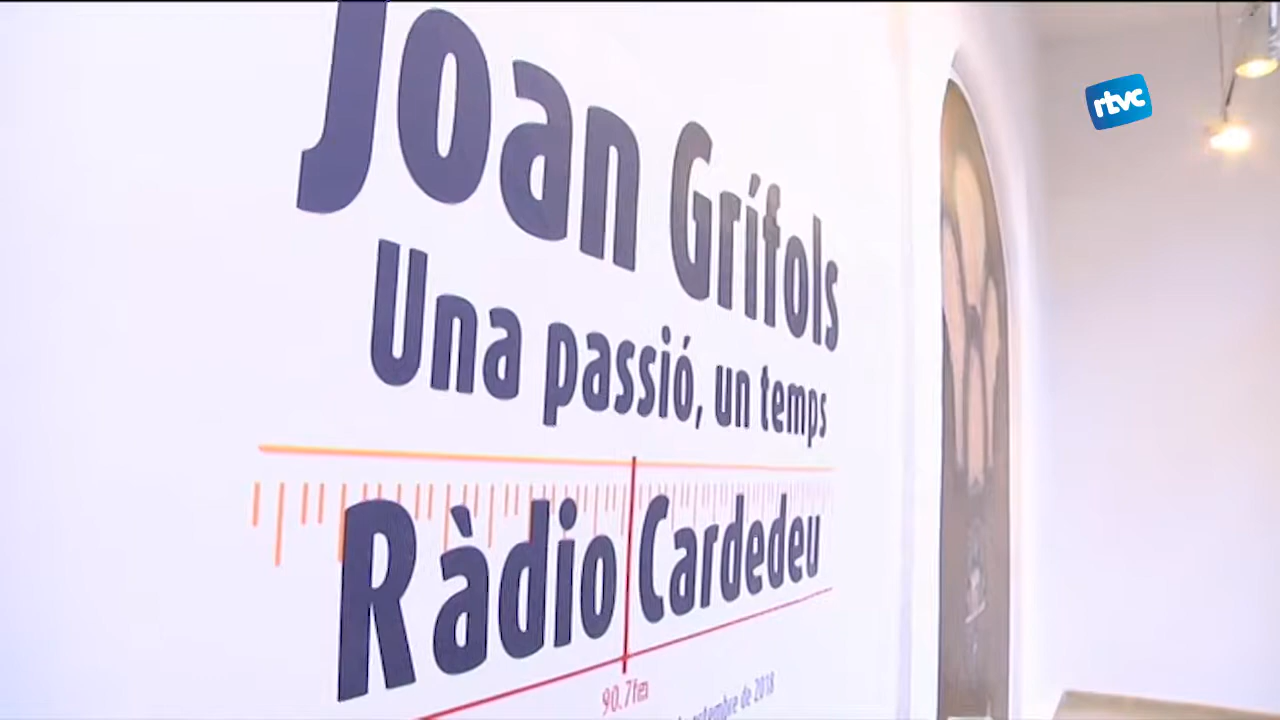 rtvc
Joan Grífols
Una passió, un temps
Ràdio Cardedeu
90.7fm
setembre de 2018